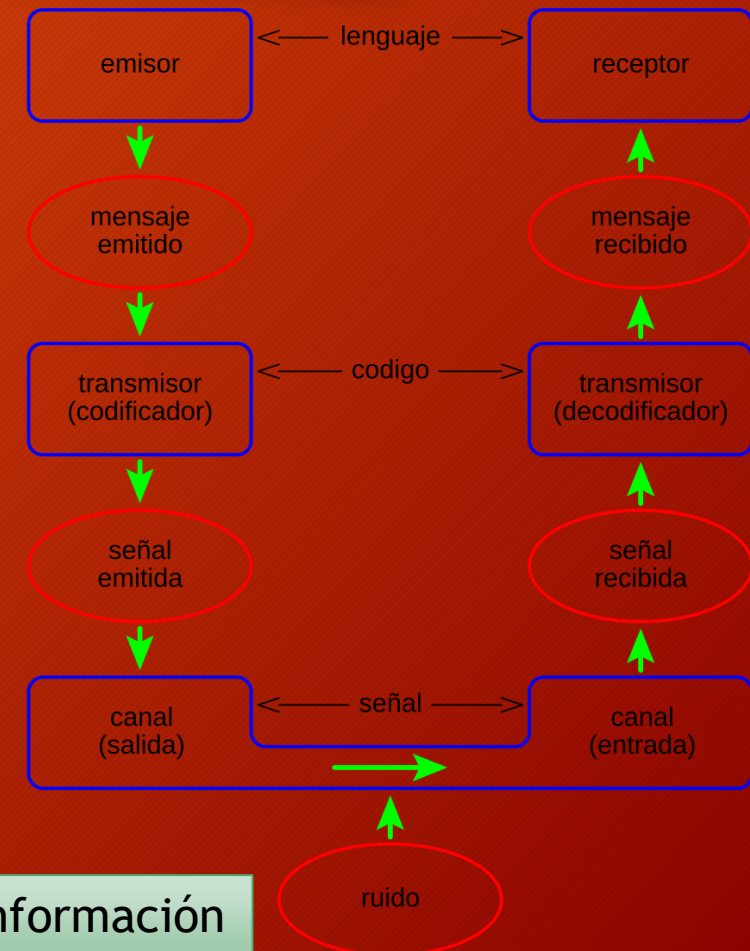 emisor
lenguaje
receptor
mensaje
emitido
mensaje
recibido
transmisor
(codificador)
codigo
transmisor
(decodificador)
señal
emitida
señal
recibida
canal
(salida)
señal
canal
(entrada)
ruido